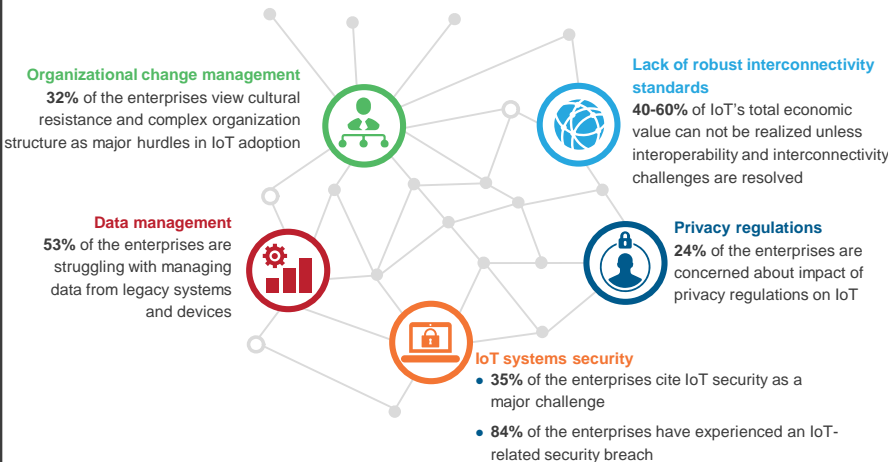 Organizational change management
32% of the enterprises view cultural
resistance and complex organization
structure as major hurdles in IoT adoption
Lack of robust interconnectivity
standards
40-60% of IoT's total economic
value can not be realized unless
interoperability and interconnectivity
challenges are resolved
Data management
53% of the enterprises are
struggling with managing
data from legacy systems
and devices
Privacy regulations
24% of the enterprises are
concerned about impact of
privacy regulations on IoT
IoT systems security
• 35% of the enterprises cite IoT security as a
major challenge
• 84% of the enterprises have experienced an IoT-
related security breach